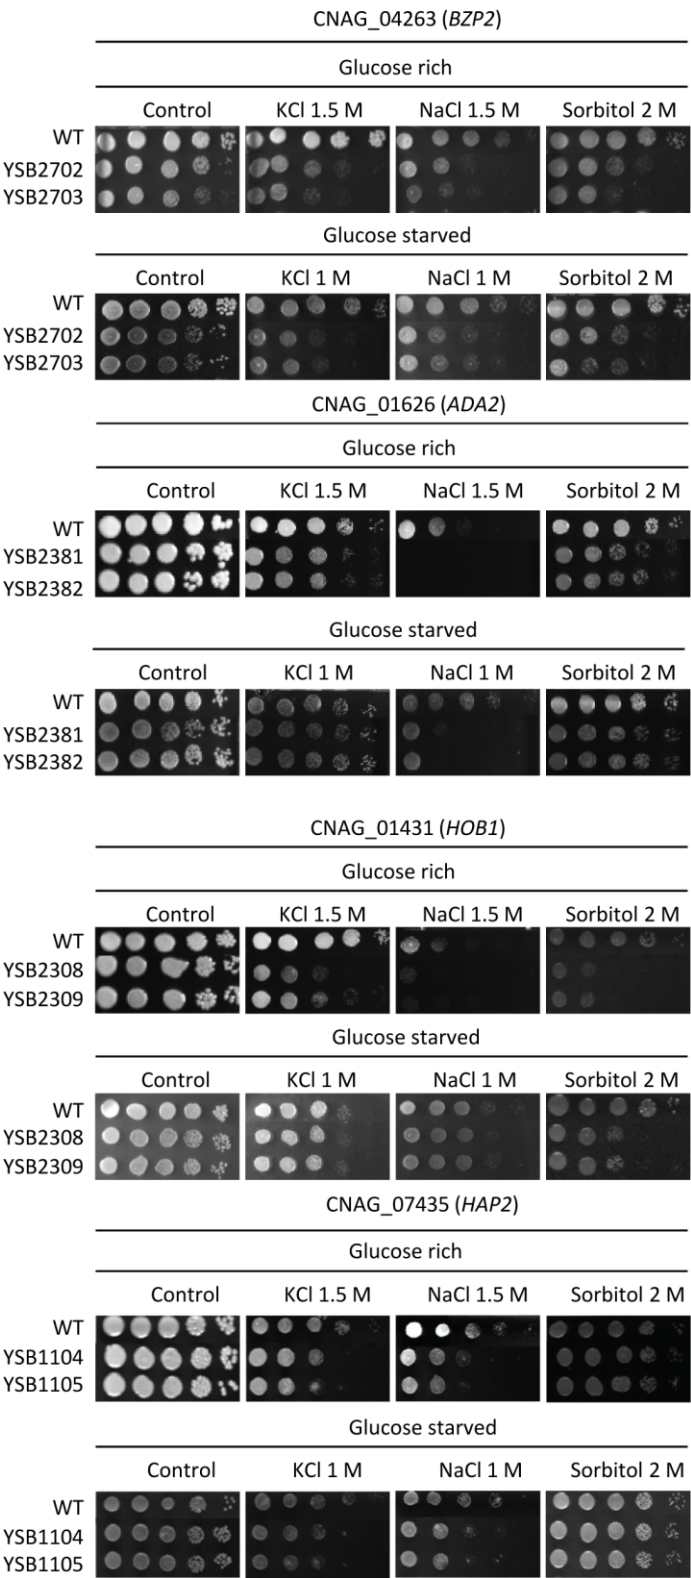 CNAG_04263 (BZP2)
Glucose rich
Control KCl 1.5 M NaCl 1.5 M Sorbitol 2 M
WT
YSB2702
YSB2703
Glucose starved
Control KCl 1 M NaCl 1 M Sorbitol 2 M
WT
YSB2702
YSB2703
CNAG_01626 (ADA2)
Glucose rich
Control KCl 1.5 M NaCl 1.5 M Sorbitol 2 M
WT
YSB2381
YSB2382
Glucose starved
Control KCl 1 M NaCl 1 M Sorbitol 2 M
WT
YSB2381
YSB2382
CNAG_01431 (HOB1)
Glucose rich
Control KCl 1.5 M NaCl 1.5 M Sorbitol 2 M
WT
YSB2308
YSB2309
Glucose starved
Control KCl 1 M NaCl 1 M Sorbitol 2 M
WT
YSB2308
YSB2309
CNAG_07435 (HAP2)
Glucose rich
Control KCl 1.5 M NaCl 1.5 M Sorbitol 2 M
WT
YSB1104
YSB1105
Glucose starved
Control KCl 1 M NaCl 1 M Sorbitol 2 M
WT
YSB1104
YSB1105